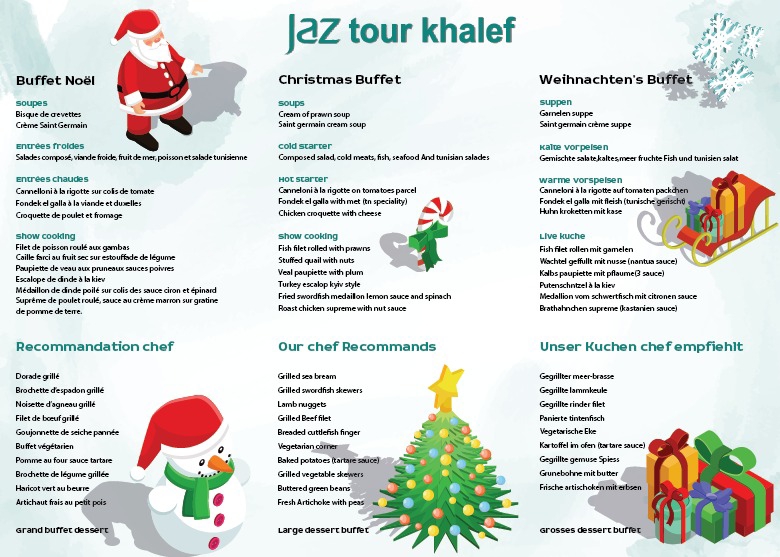 Jaz tour khalef
Buffet Noël
soupes
Bisque de crevettes
Crème Saint Germain
Entrées froides
Salades composé, viande froide, fruit de mer, poisson et salade tunisienne
Entrées chaudes
Cannelloni à la rigotte sur colis de tomate
Fondek el galla à la viande et duxelles
Croquette de poulet et fromage
Show cooking
Filet de poisson roulé aux gambas
Caille farci au fruit sec sur estouffade de légume
Paupiette de veau aux pruneaux sauces poivres
Escalope de dinde à la kiev
Médaillon de dinde poilé sur colis des sauce ciron et épinard
Suprême de poulet roulé, sauce au crème marron sur gratine
de pomme de terre.
Recommandation chef
Dorade grillé
Brochette d'espadon grillé
Noisette d'agneau grillé
Filet de bœuf grillé
Goujonnette de seiche pannée
Buffet végétarien
Pomme au four sauce tartare
Brochette de légume grillée
Haricot vert au beurre
Artichaut frais au petit pois
Grand buffet dessert
Christmas Buffet
soups
Cream of prawn soup
Saint germain cream soup
Cold starter
Composed salad, cold meats, fish, seafood And tunisian salades
Hot starter
Canneloni à la rigotte on tomatoes parcel
Fondek el galla with met (tn speciality)
Chicken croquette with cheese
Show cooking
Fish filet rolled with prawns
Stuffed quail with nuts
Veal paupiette with plum
Turkey escalop kyiv style
Fried swordfish medaillon lemon sauce and spinach
Roast chicken supreme with nut sauce
Our chef Recommands
Grilled sea bream
Grilled swordfish skewers
Lamb nuggets
Grilled Beef filet
Breaded cuttlefish finger
Vegetarian corner
Baked potatoes (tartare sauce)
Grilled vegetable skewers
Buttered green beans
Fresh Artichoke with peas
Large dessert buffet
Weihnachten's Buffet
suppen
Garnelen suppe
Saint germain crème suppe
Kalte vorpeisen
Gemischte salate,kaltes,meer fruchte Fish und tunisien salat
Warme vorspeisen
Canneloni à la rigotte auf tomaten packchen
Fondek el galla mit fleish (tunische gerischt)
Huhn kroketten mit kase
Live kuche
Fish filet rollen mit garnelen
Wachtel geffullt mit nusse (nantua sauce)
Kalbs paupiette mit pflaume(3 sauce)
Putenschntzel à la kiev
Medallion vom schwertfisch mit citronen sauce
Brathahnchen supreme (kastanien sauce)
Unser Kuchen chef empfiehlt
Gegrillter meer-brasse
Gegrillte lammkeule
Gegrillte rinder filet
Panierte tintenfisch
Vegetarische Eke
Kartoffel im ofen (tartare sauce)
Gegrillte gemuse Spiess
Grunebohne mit butter
Frische artischoken mit erbsen
Grosses dessert buffet